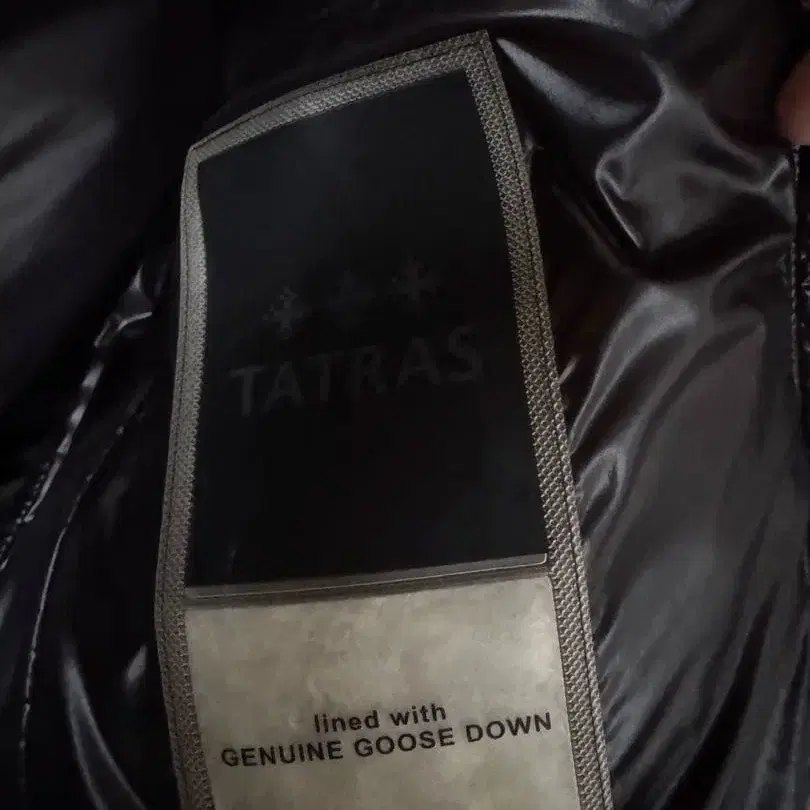 TATRAS
lined with
GENUINE GOOSE DOWN